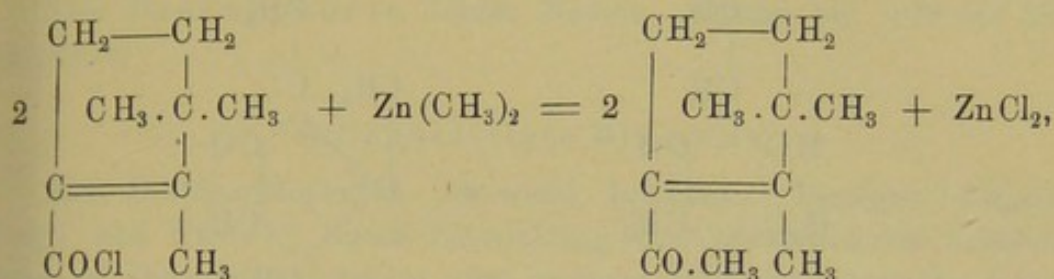 CH₂—CH₂ CH₂—CH₂
2 CH₃.C.CH₃ + Zn(CH₃)₂ = 2 CH₃.C.CH₃ + ZnCl₂,
C=C C=C
COCl CH₃ CO.CH₃ CH₃